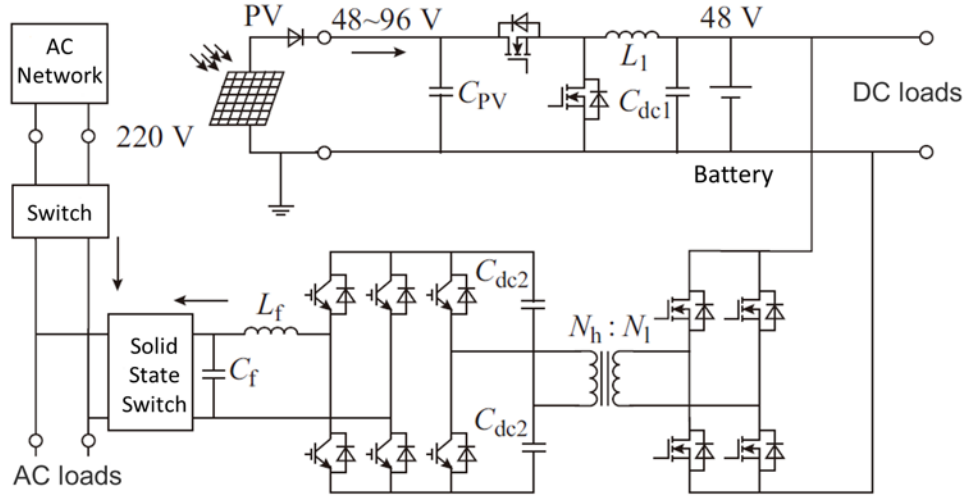 PV
48~96 V
48 V
AC
Network
L1
CPV
Cdc1
DC loads
220 V
Battery
Switch
Cdc2
Lf
Nh : Nl
Solid
State
Switch
Cf
Cdc2
AC loads